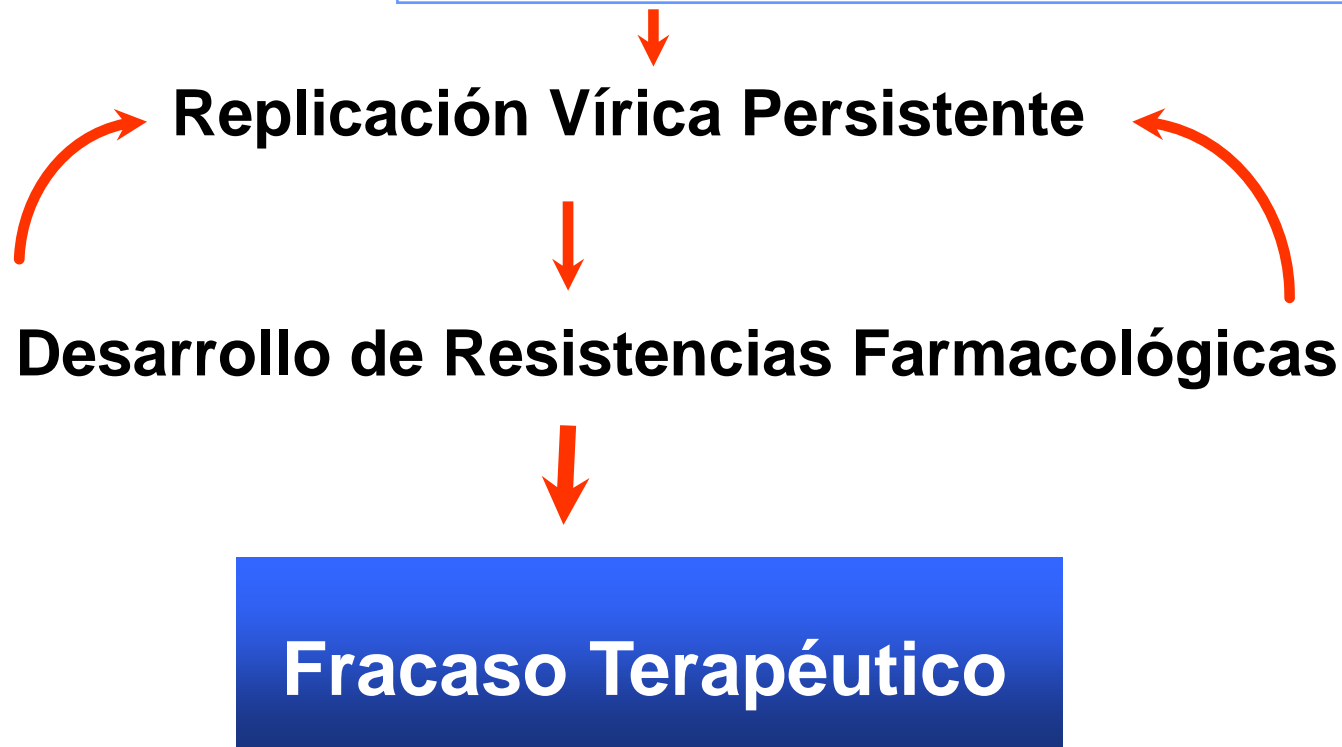 Replicación Vírica Persistente
Desarrollo de Resistencias Farmacológicas
Fracaso Terapéutico